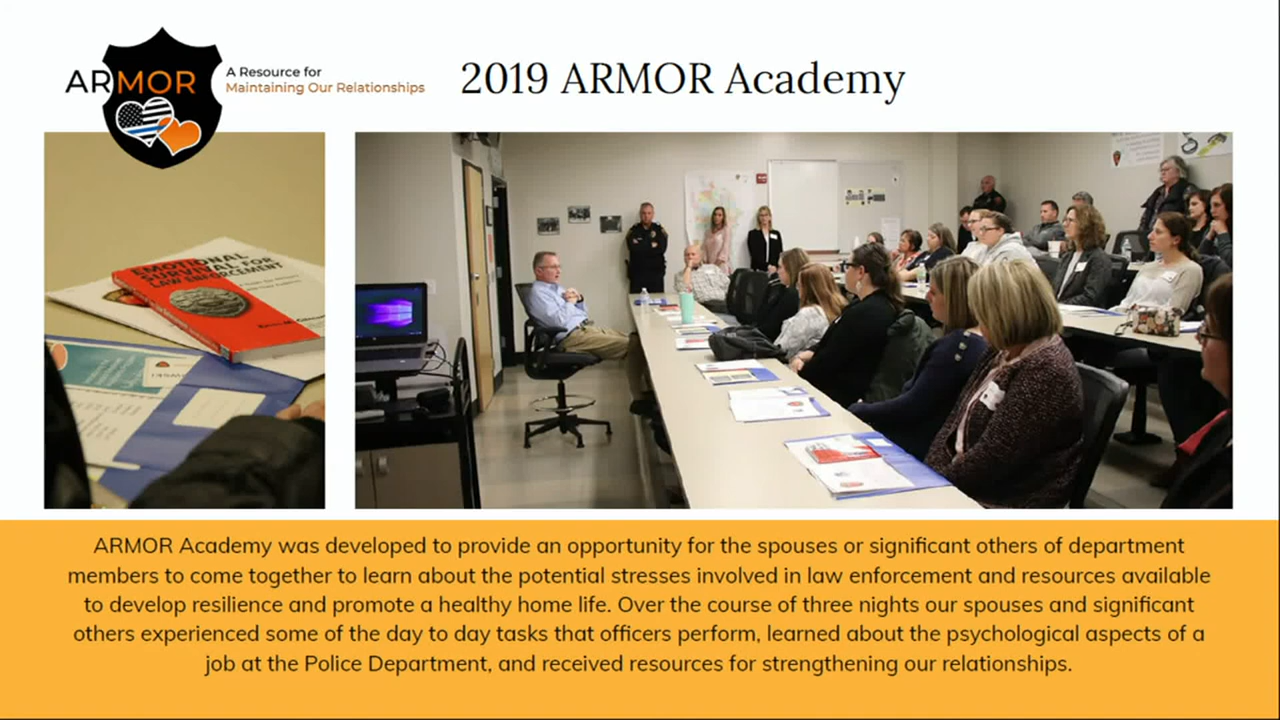 ARMOR
A Resource for
Maintaining Our Relationships
2019 ARMOR Academy
EMOTIONAL
SURVIVAL FOR
LAW ENFORCEMENT
ARMOR Academy was developed to provide an opportunity for the spouses or significant others of department
members to come together to learn about the potential stresses involved in law enforcement and resources available
to develop resilience and promote a healthy home life. Over the course of three nights our spouses and significant
others experienced some of the day to day tasks that officers perform, learned about the psychological aspects of a
job at the Police Department, and received resources for strengthening our relationships.